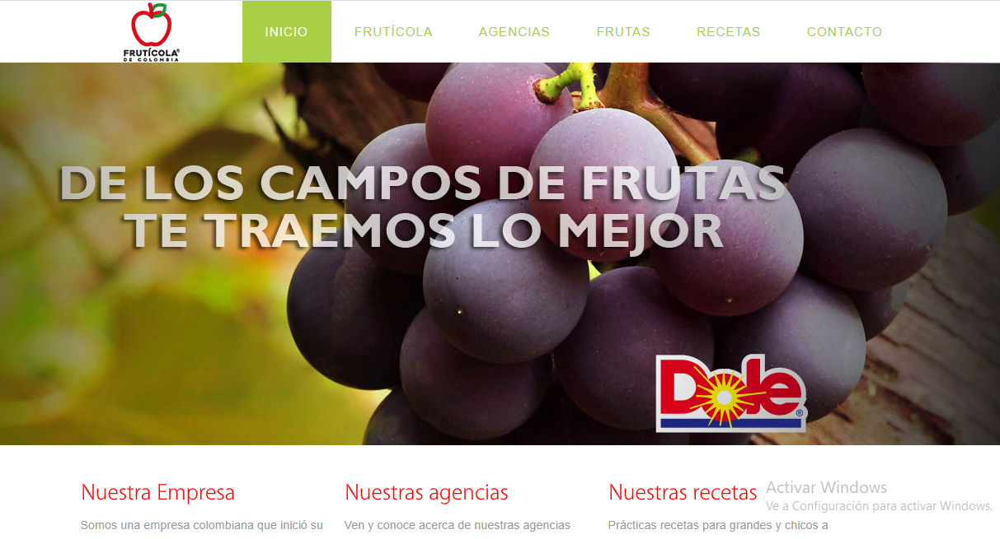 FRUTÍCOLA®
DE COLOMBIA
INICIO
FRUTÍCOLA
AGENCIAS
FRUTAS
RECETAS
CONTACTO
DE LOS CAMPOS DE FRUTAS
TE TRAEMOS LO MEJOR
Dole®
Nuestra Empresa
Somos una empresa colombiana que inició su
Nuestras agencias
Ven y conoce acerca de nuestras agencias
Nuestras recetas
Prácticas recetas para grandes y chicos a
Activar Windows
Ve a Configuración para activar Windows.